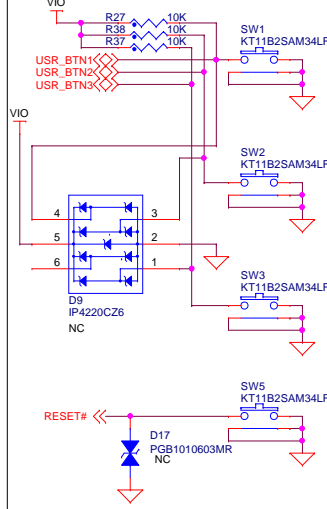 VIO
R27 10K
R38 10K
R37 10K
SW1
KT11B2SAM34LF
USR_BTN1
USR_BTN2
USR_BTN3
VIO
SW2
KT11B2SAM34LF
4 3
5 2
6 1
D9
IP4220CZ6
NC
SW3
KT11B2SAM34LF
SW5
KT11B2SAM34LF
RESET#
D17
PGB1010603MR
NC